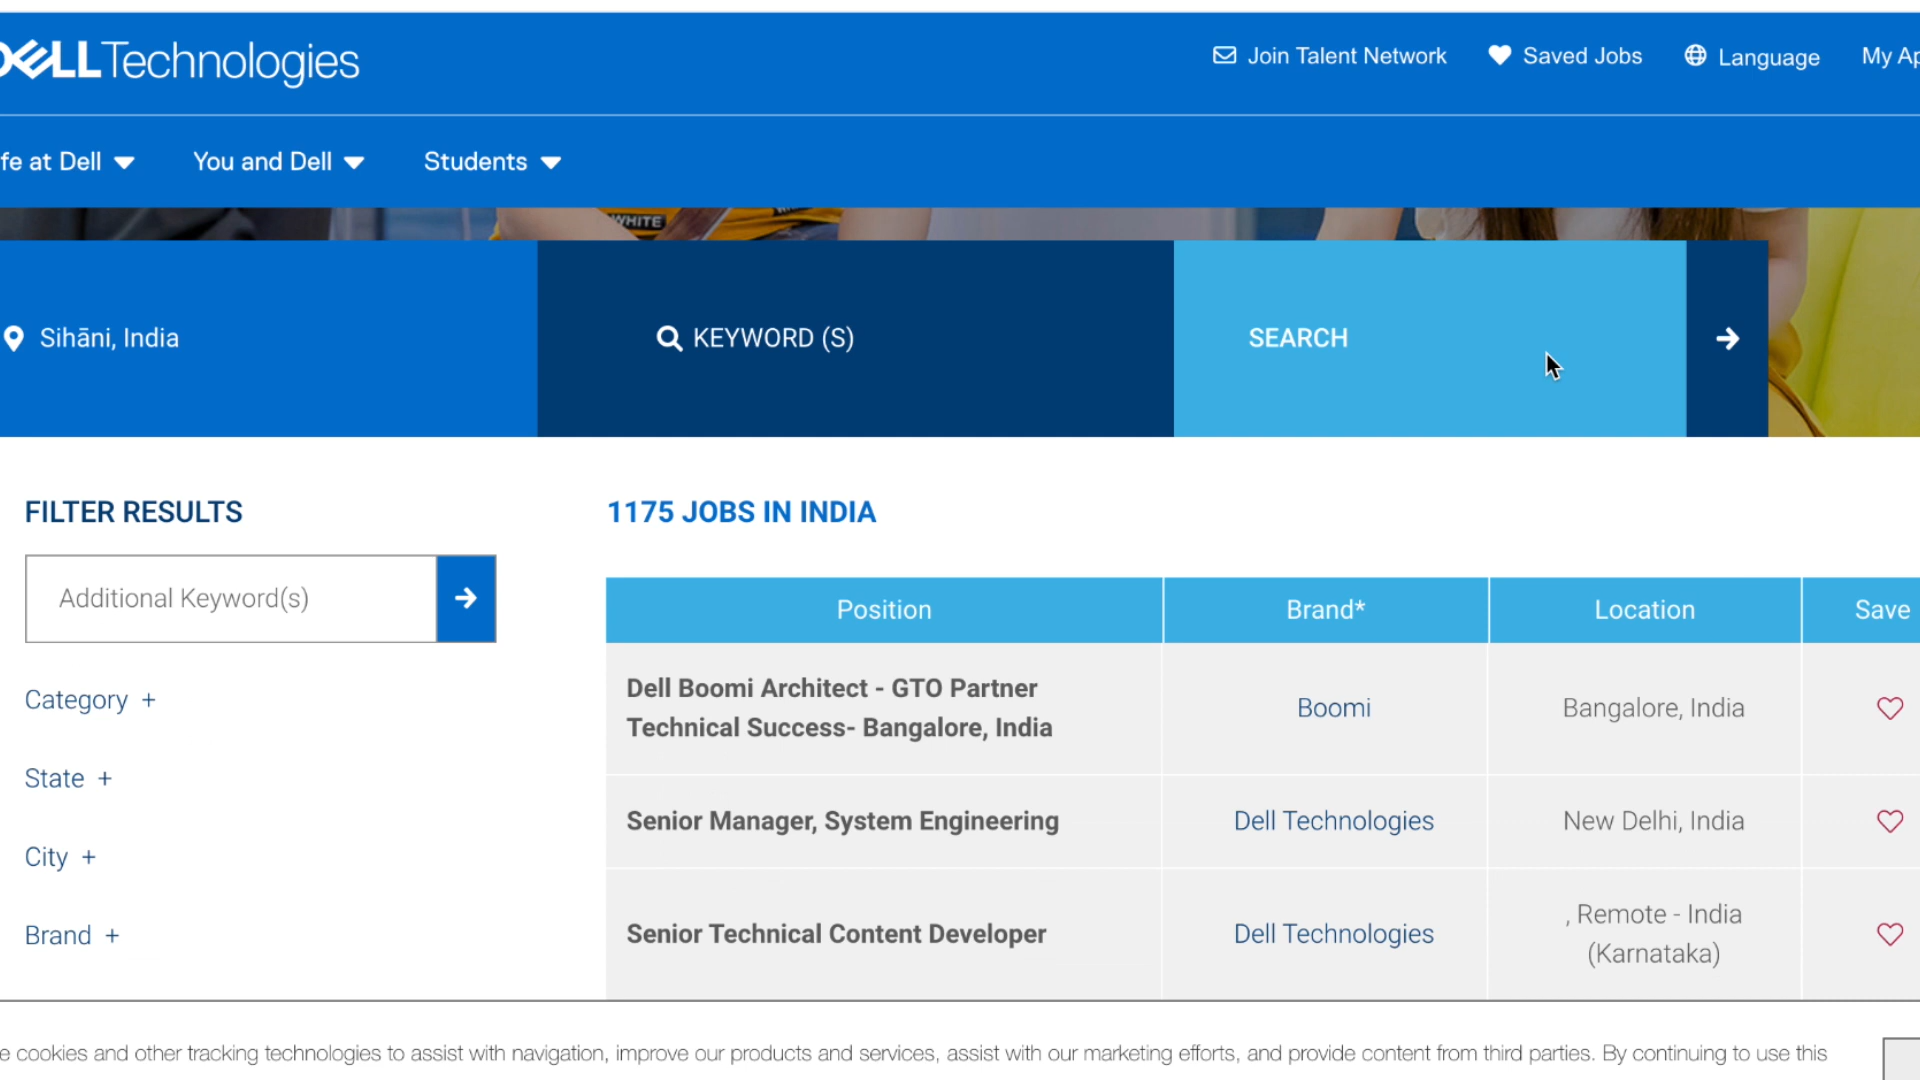 DELL Technologies
Join Talent Network
Saved Jobs
Language
My Ap
fe at Dell
You and Dell
Students
WHITE
Sihāni, India
KEYWORD (S)
SEARCH
FILTER RESULTS
Additional Keyword(s)
Category +
State +
City +
Brand +
1175 JOBS IN INDIA
Position Brand* Location Save
Dell Boomi Architect - GTO Partner
Technical Success- Bangalore, India
Boomi
Bangalore, India
Senior Manager, System Engineering
Dell Technologies
New Delhi, India
Senior Technical Content Developer
Dell Technologies
, Remote - India
(Karnataka)
e cookies and other tracking technologies to assist with navigation, improve our products and services, assist with our marketing efforts, and provide content from third parties. By continuing to use this